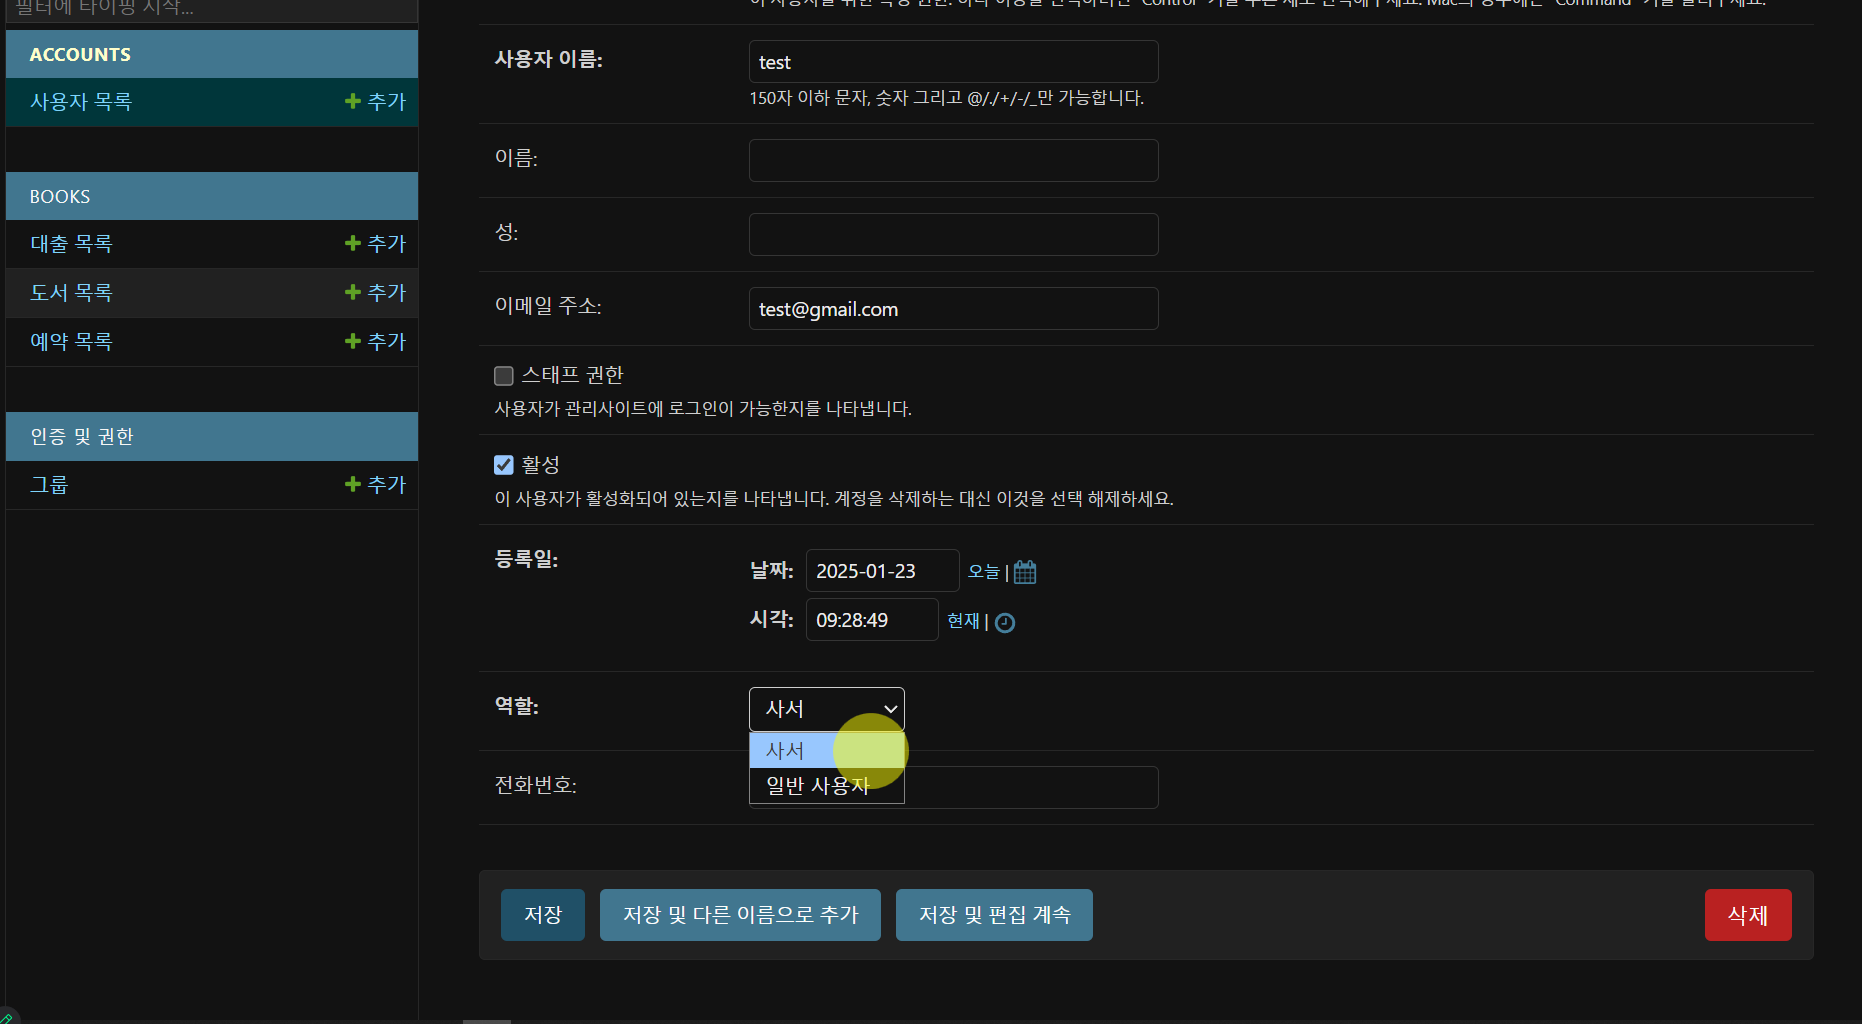 필터에 타이핑 시작...
ACCOUNTS
사용자 목록 추가
BOOKS
대출 목록 추가
도서 목록 추가
예약 목록 추가
인증 및 권한
그룹 추가
사용자 이름: test
150자 이하 문자, 숫자 그리고 @/./+/-/_만 가능합니다.
이름:
성:
이메일 주소: test@gmail.com
스태프 권한
사용자가 관리사이트에 로그인이 가능한지를 나타냅니다.
활성
이 사용자가 활성화되어 있는지를 나타냅니다. 계정을 삭제하는 대신 이것을 선택 해제하세요.
등록일:
날짜: 2025-01-23 오늘 |
시각: 09:28:49 현재 |
역할: 사서
사서
일반 사용자
전화번호:
저장 저장 및 다른 이름으로 추가 저장 및 편집 계속 삭제